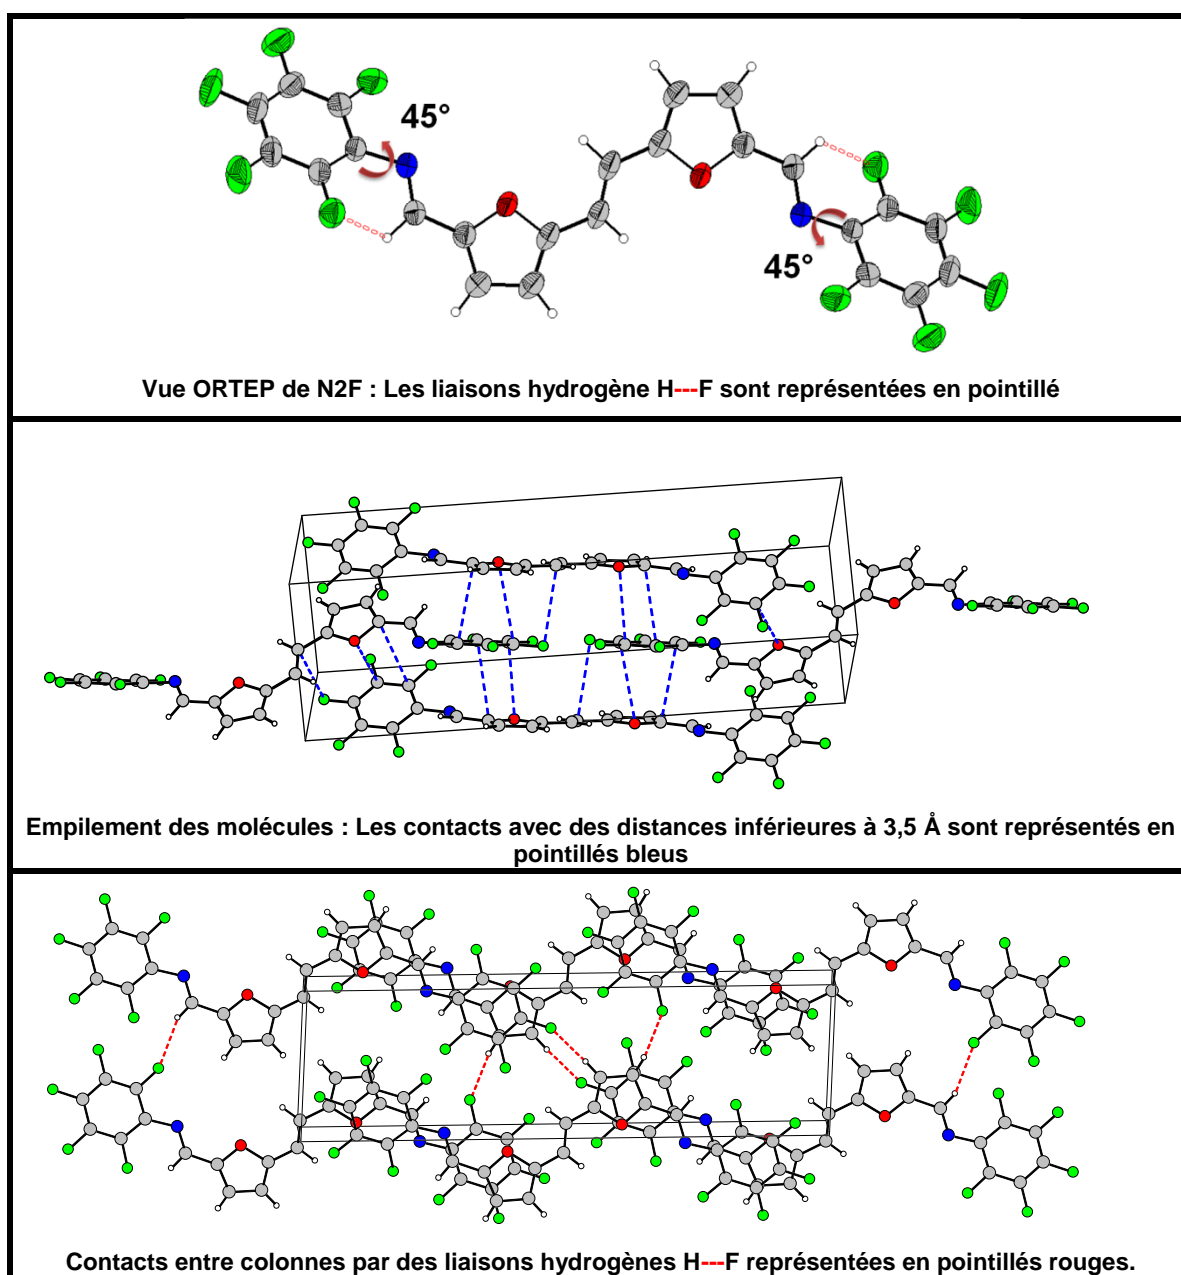 45°
45°
Vue ORTEP de N2F : Les liaisons hydrogène H---F sont représentées en pointillé
Empilement des molécules : Les contacts avec des distances inférieures à 3,5 Å sont représentés en
pointillés bleus
Contacts entre colonnes par des liaisons hydrogènes H---F représentées en pointillés rouges.